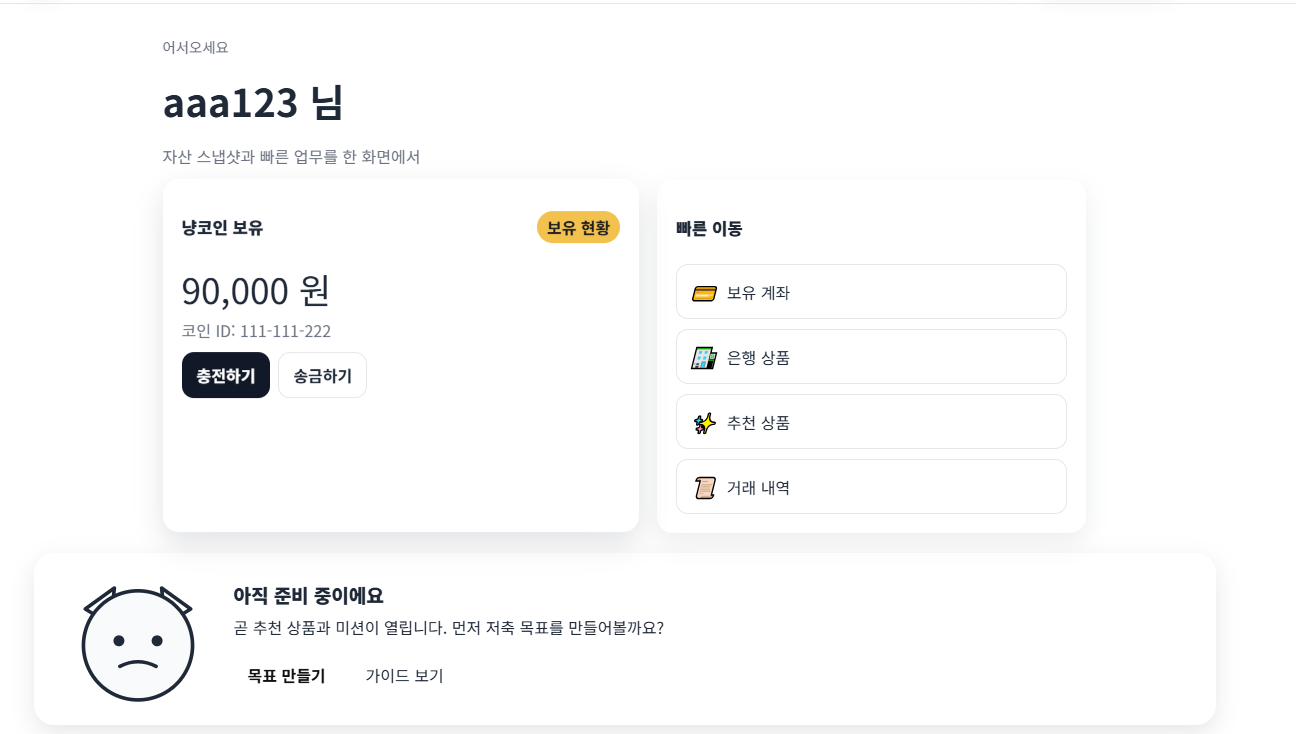 어서오세요
aaa123 님
자산 스냅샷과 빠른 업무를 한 화면에서
냥코인 보유
보유 현황
90,000 원
코인 ID: 111-111-222
충전하기
송금하기
빠른 이동
보유 계좌
은행 상품
추천 상품
거래 내역
아직 준비 중이에요
곧 추천 상품과 미션이 열립니다. 먼저 저축 목표를 만들어볼까요?
목표 만들기
가이드 보기